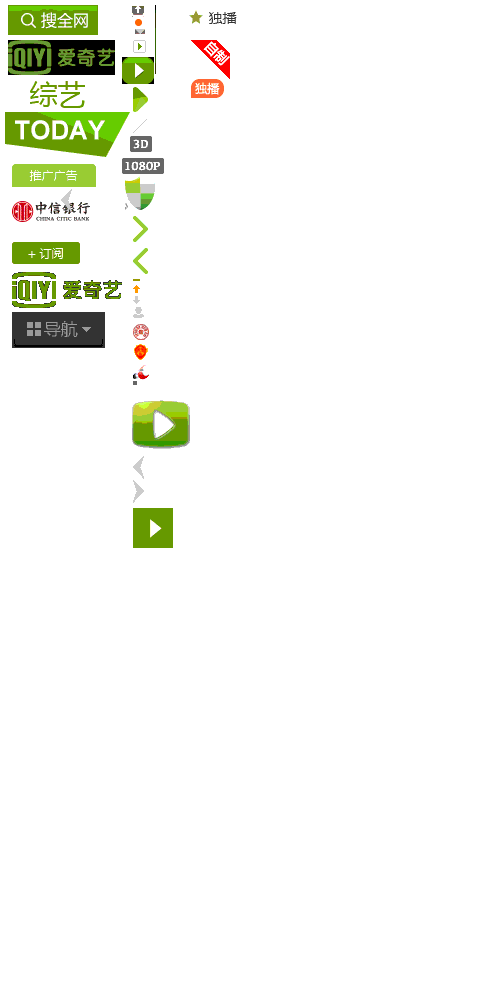 搜全网
独播
iQIYI 爱奇艺
自制
独播
综艺
TODAY
3D
1080P
推广广告
中信银行
CHINA CITIC BANK
+ 订阅
iQIYI 爱奇艺
导航